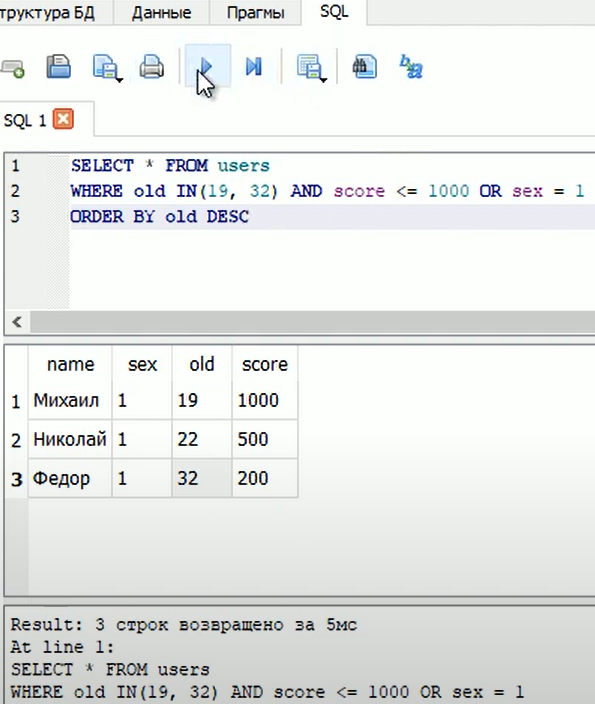 труктура БД Данные Прагмы SQL
SQL 1
1 SELECT * FROM users
2 WHERE old IN(19, 32) AND score <= 1000 OR sex = 1
3 ORDER BY old DESC
name sex old score
1 Михаил 1 19 1000
2 Николай 1 22 500
3 Федор 1 32 200
Result: 3 строк возвращено за 5мс
At line 1:
SELECT * FROM users
WHERE old IN(19, 32) AND score <= 1000 OR sex = 1